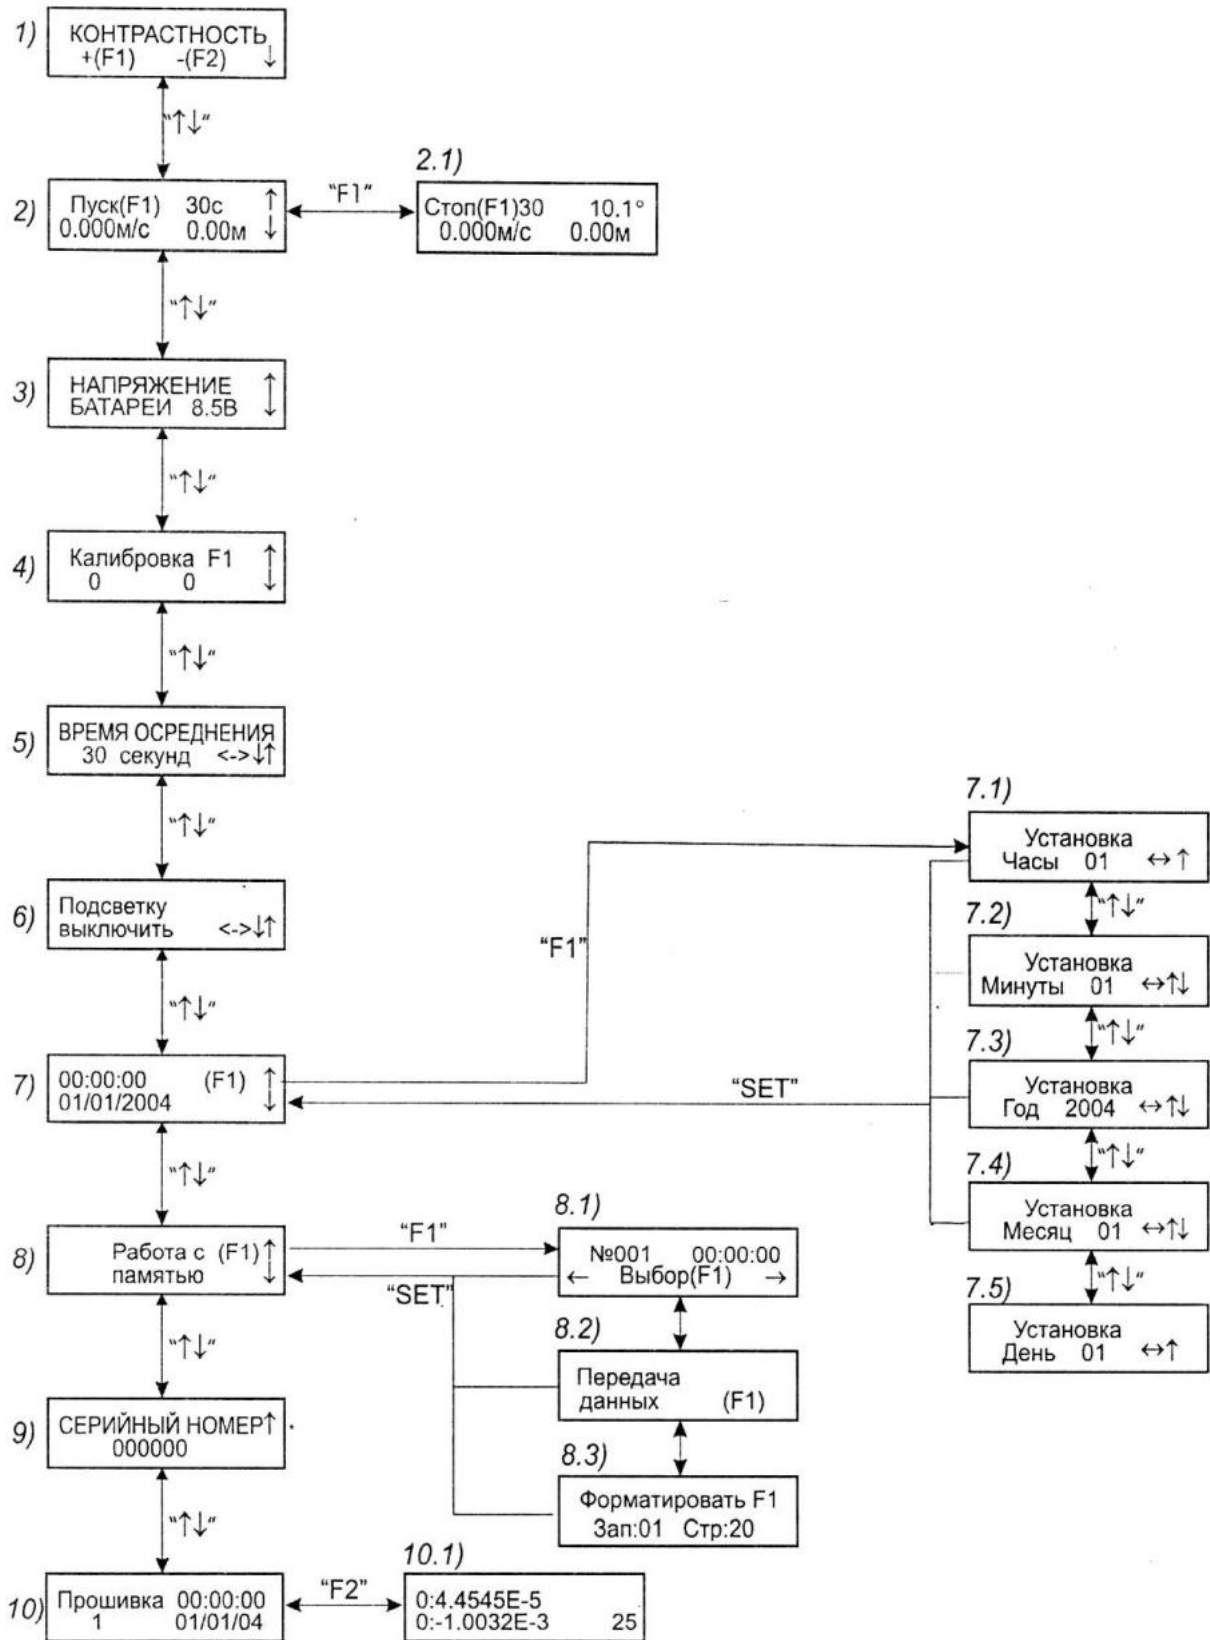 1)
КОНТРАСТНОСТЬ
+(F1) -(F2) ↓
"↑↓"
2)
Пуск(F1) 30с ↑
0.000м/с 0.00м ↓
"F1"
2.1)
Стоп(F1)30 10.1°
0.000м/с 0.00м
"↑↓"
3)
НАПРЯЖЕНИЕ ↑
БАТАРЕИ 8.5В ↓
"↑↓"
4)
Калибровка F1 ↑
0 0 ↓
"↑↓"
5)
ВРЕМЯ ОСРЕДНЕНИЯ
30 секунд <->↓↑
"↑↓"
6)
Подсветку
выключить <->↓↑
"↑↓"
7)
00:00:00 (F1) ↑
01/01/2004 ↓
"F1"
"SET"
7.1)
Установка
Часы 01 ↔↑
"↑↓"
7.2)
Установка
Минуты 01 ↔↑↓
"↑↓"
7.3)
Установка
Год 2004 ↔↑↓
"↑↓"
7.4)
Установка
Месяц 01 ↔↑↓
"↑↓"
7.5)
Установка
День 01 ↔↑
"↑↓"
8)
Работа с (F1)↑
памятью ↓
"F1"
"SET"
8.1)
№001 00:00:00
← Выбор(F1) →
8.2)
Передача
данных (F1)
8.3)
Форматировать F1
Зап:01 Стр:20
"↑↓"
9)
СЕРИЙНЫЙ НОМЕР↑
000000
"↑↓"
10)
Прошивка 00:00:00
1 01/01/04
"F2"
10.1)
0:4.4545E-5
0:-1.0032E-3 25